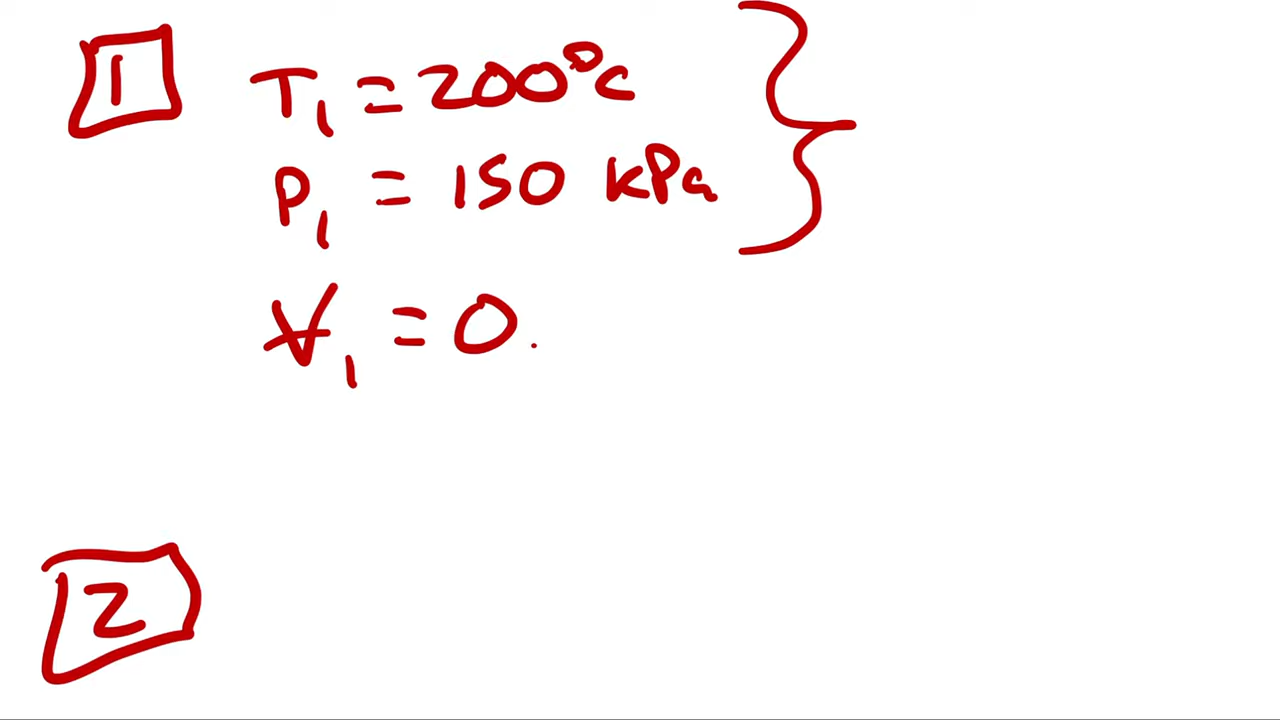 1 T₁ = 200°C
P₁ = 150 kPa
V₁ = 0.
2